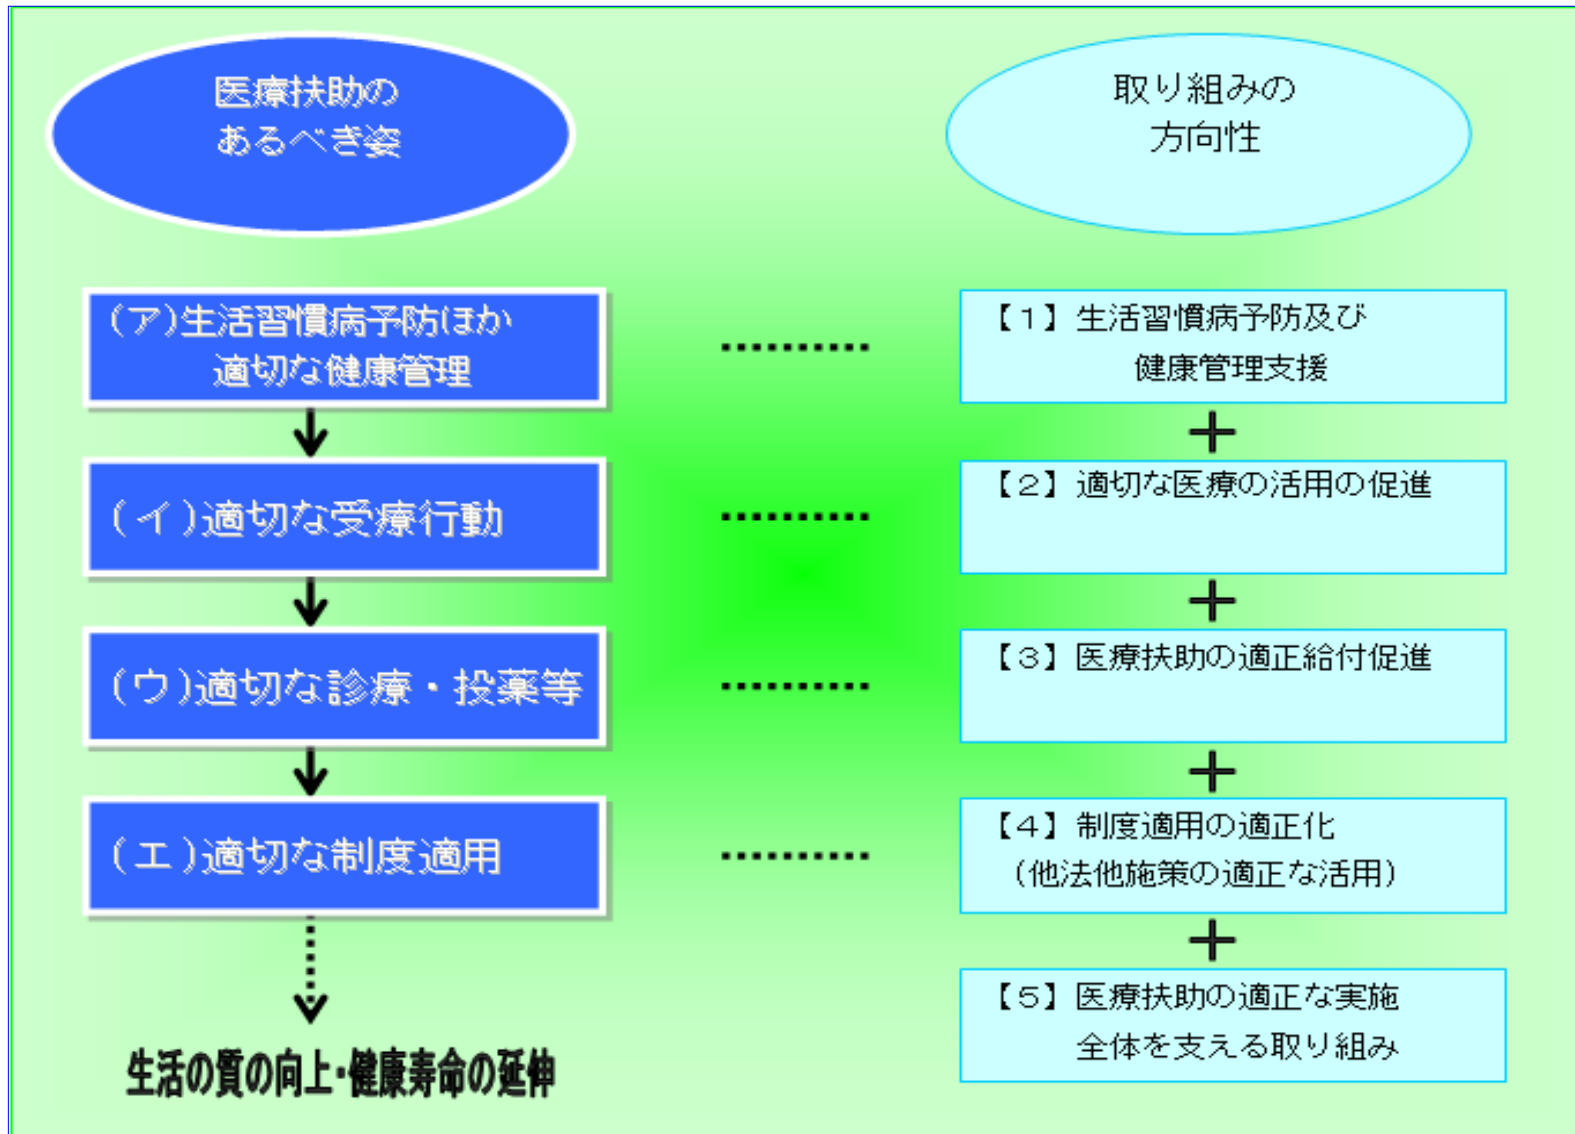 医療扶助の
あるべき姿
取り組みの
方向性
(ア)生活習慣病予防ほか
適切な健康管理
(イ)適切な受療行動
(ウ)適切な診療・投薬等
(エ)適切な制度適用
生活の質の向上・健康寿命の延伸
【1】生活習慣病予防及び
健康管理支援
【2】適切な医療の活用の促進
【3】医療扶助の適正給付促進
【4】制度適用の適正化
(他法他施策の適正な活用)
【5】医療扶助の適正な実施
全体を支える取り組み